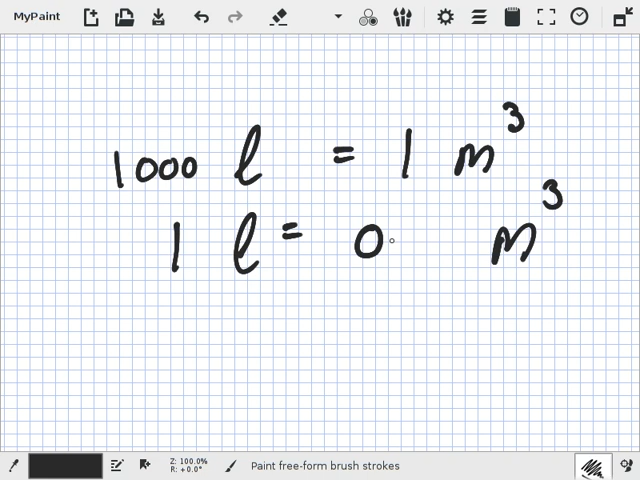 MyPaint
1000 l = 1 m³
1 l = 0 m³
Z: 100.0%
R: +0.0°
Paint free-form brush strokes